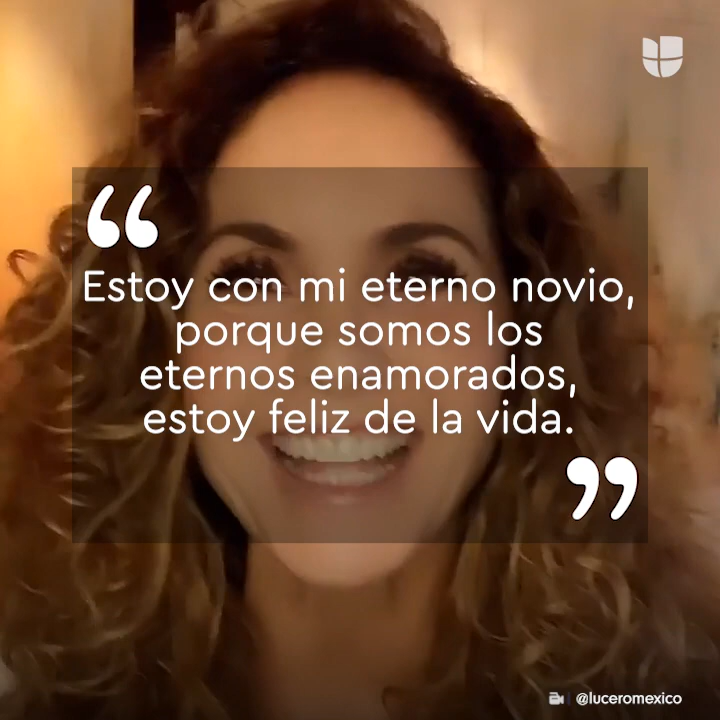 “
Estoy con mi eterno novio,
porque somos los
eternos enamorados,
estoy feliz de la vida.
”
@luceromexico